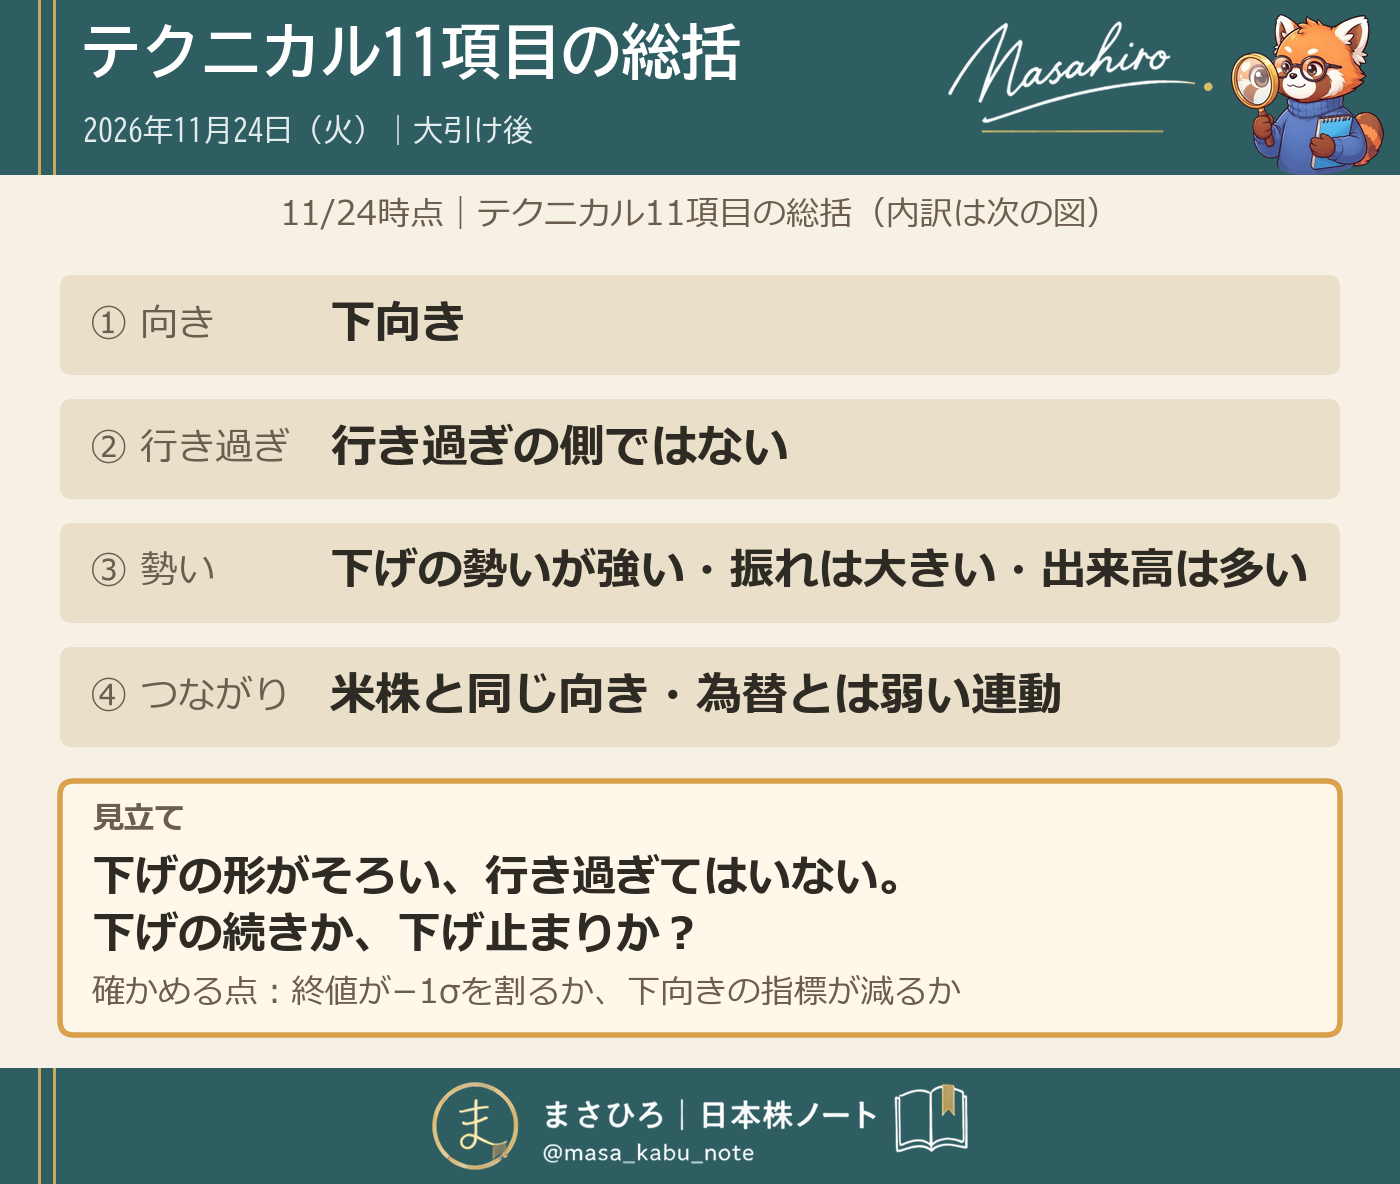 テクニカル11項目の総括
2026年11月24日（火）｜大引け後
Masahiro
11/24時点｜テクニカル11項目の総括（内訳は次の図）
① 向き 下向き
② 行き過ぎ 行き過ぎの側ではない
③ 勢い 下げの勢いが強い・振れは大きい・出来高は多い
④ つながり 米株と同じ向き・為替とは弱い連動
見立て
下げの形がそろい、行き過ぎてはいない。
下げの続きか、下げ止まりか？
確かめる点：終値が−1σを割るか、下向きの指標が減るか
ま
まさひろ｜日本株ノート
@masa_kabu_note